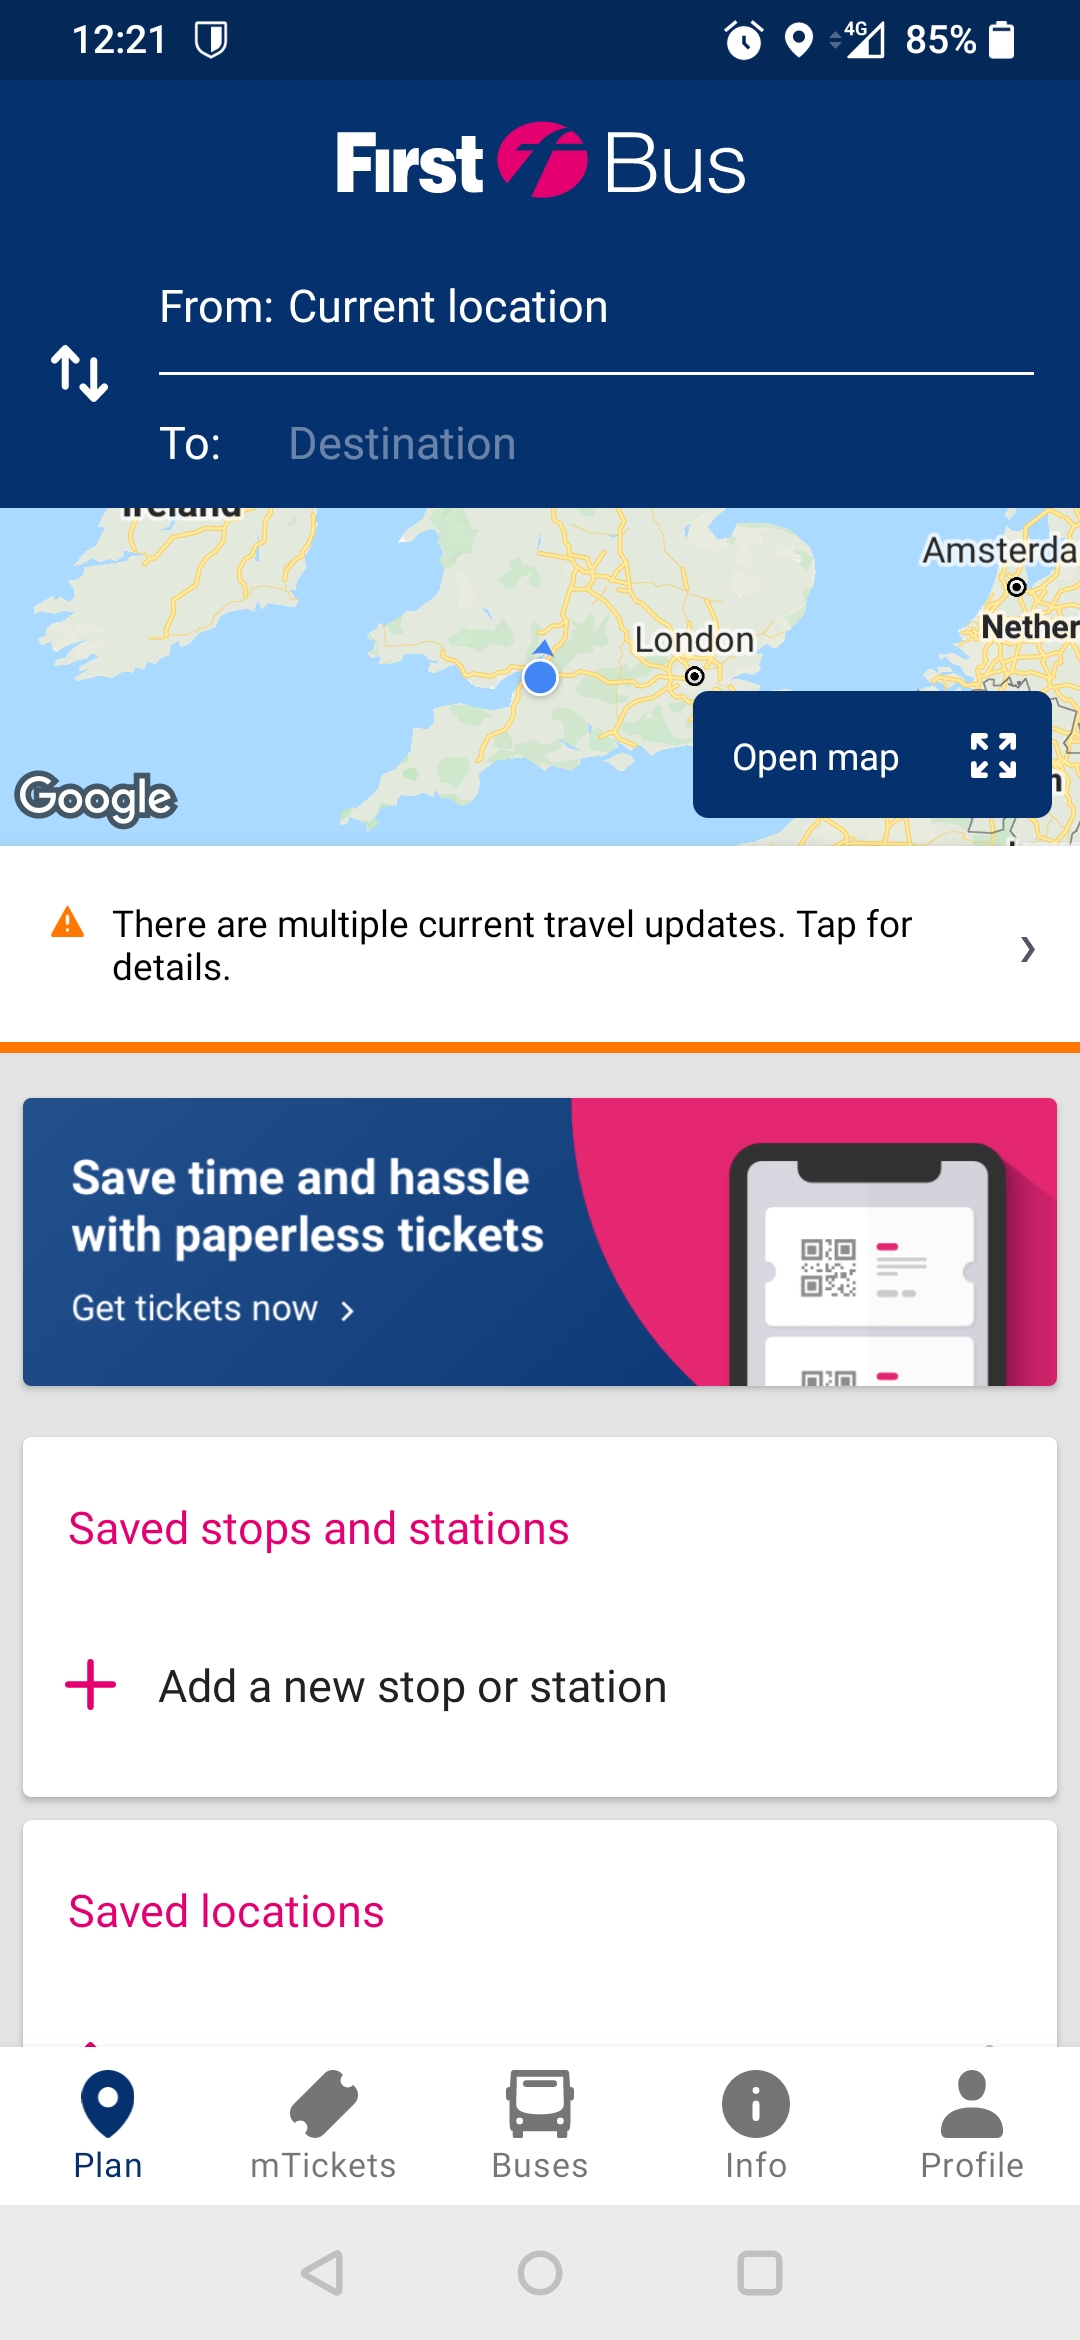 12:21
4G
85%
First Bus
From: Current location
To: Destination
Ireland
Amsterda
Nether
London
Open map
Google
There are multiple current travel updates. Tap for
details.
Save time and hassle
with paperless tickets
Get tickets now
Saved stops and stations
Add a new stop or station
Saved locations
Plan
mTickets
Buses
Info
Profile